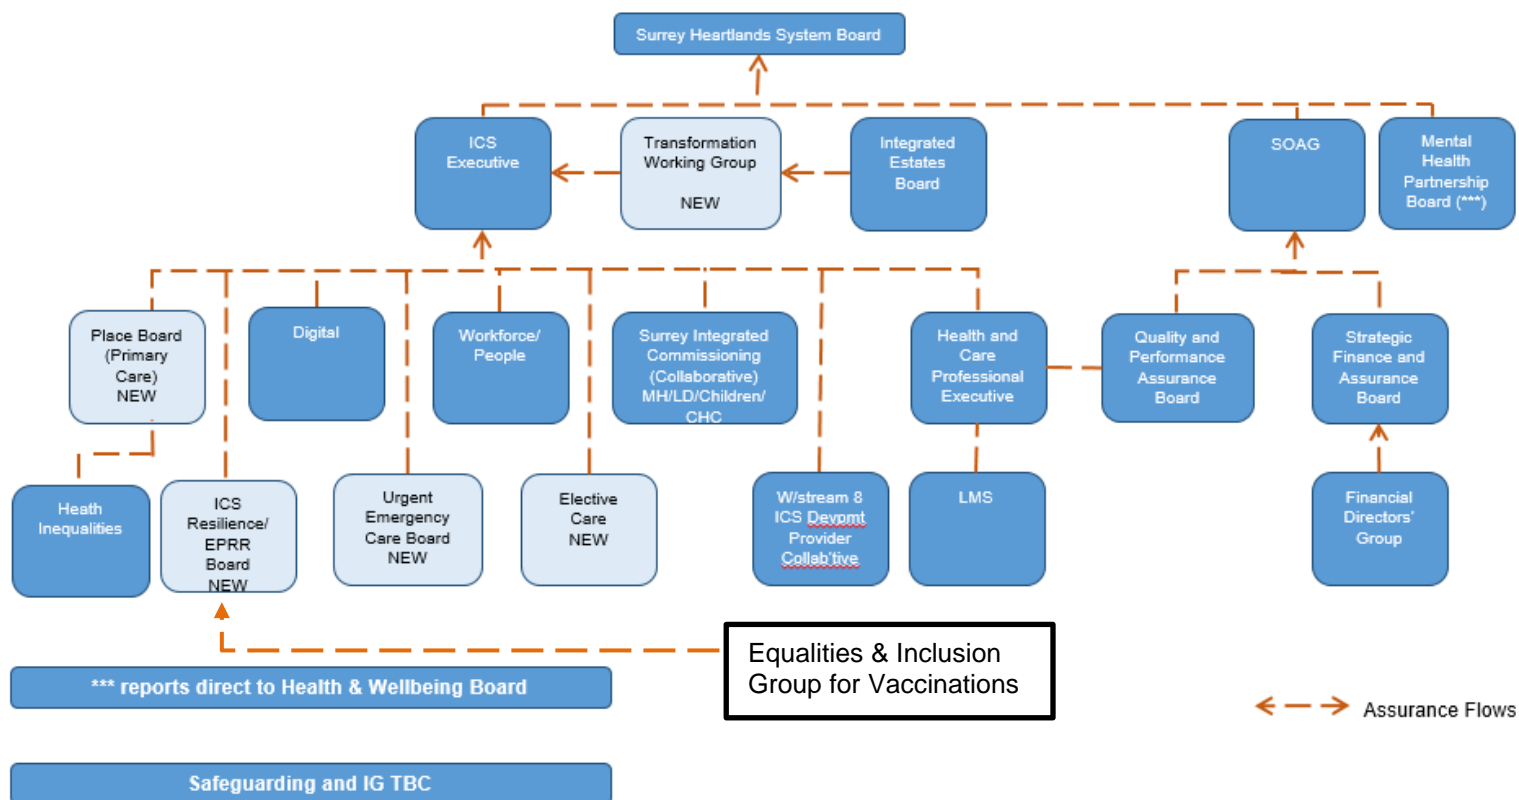 Surrey Heartlands System Board
ICS
Executive
Transformation
Working Group
NEW
Integrated
Estates
Board
SOAG
Mental
Health
Partnership
Board (***)
Place Board
(Primary
Care)
NEW
Digital
Workforce/
People
Surrey Integrated
Commissioning
(Collaborative)
MH/LD/Children/
CHC
Health and
Care
Professional
Executive
Quality and
Performance
Assurance
Board
Strategic
Finance and
Assurance
Board
Heath
Inequalities
ICS
Resilience/
EPRR
Board
NEW
Urgent
Emergency
Care Board
NEW
Elective
Care
NEW
W/stream 8
ICS Devpmt
Provider
Collab'tive
LMS
Financial
Directors'
Group
Equalities & Inclusion
Group for Vaccinations
*** reports direct to Health & Wellbeing Board
Assurance Flows
Safeguarding and IG TBC